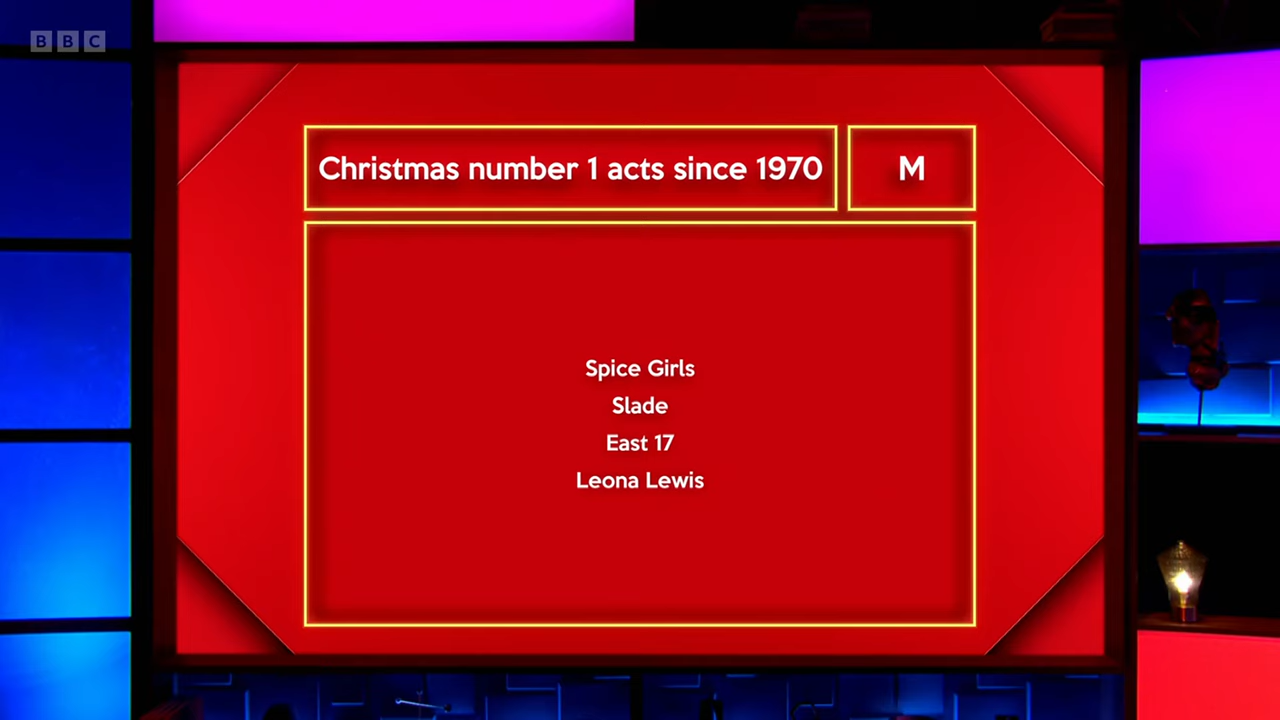 BBC
Christmas number 1 acts since 1970
M
Spice Girls
Slade
East 17
Leona Lewis